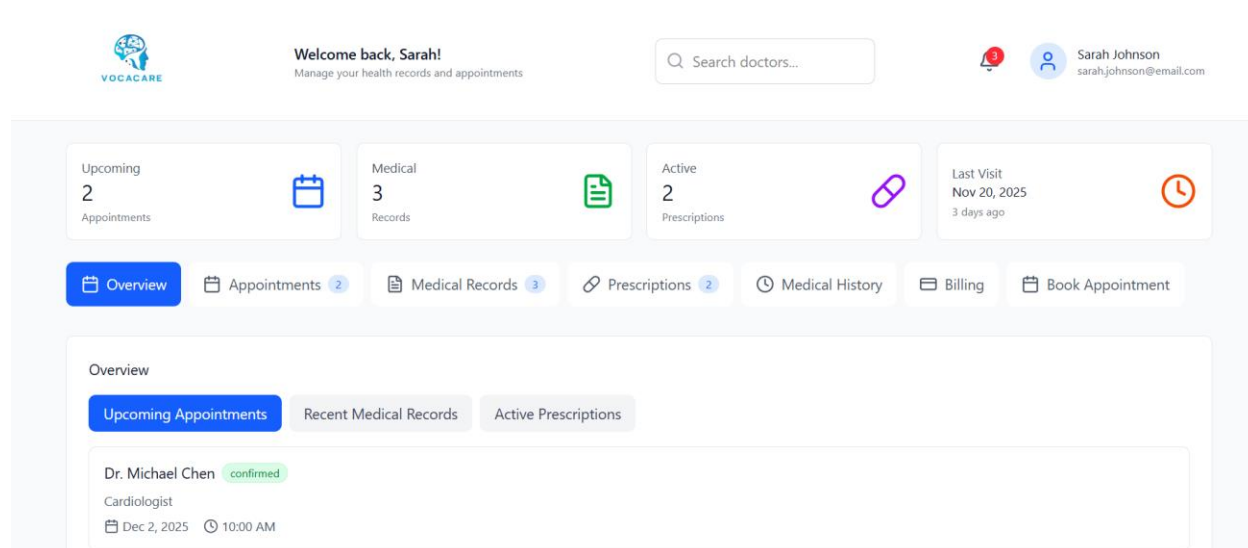 VOCACARE
Welcome back, Sarah!
Manage your health records and appointments
Search doctors...
3
Sarah Johnson
sarah.johnson@email.com
Upcoming
2
Appointments
Medical
3
Records
Active
2
Prescriptions
Last Visit
Nov 20, 2025
3 days ago
Overview
Appointments 2
Medical Records 3
Prescriptions 2
Medical History
Billing
Book Appointment
Overview
Upcoming Appointments
Recent Medical Records
Active Prescriptions
Dr. Michael Chen confirmed
Cardiologist
Dec 2, 2025 10:00 AM